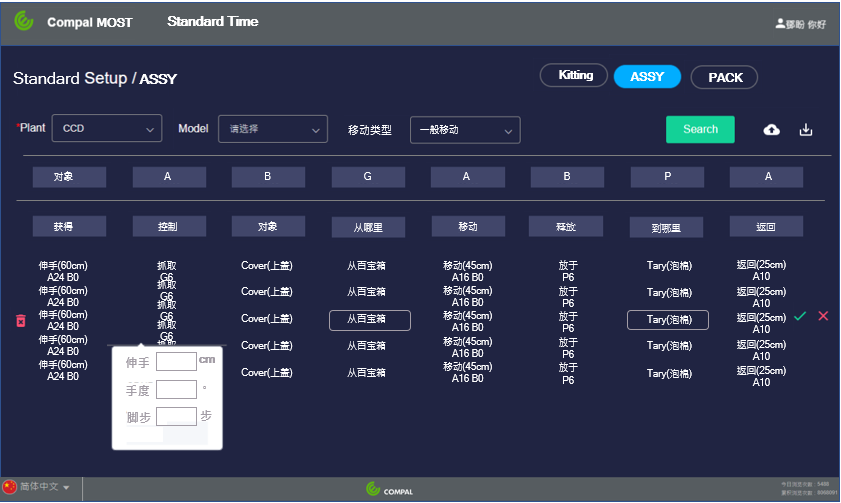 Compal MOST
Standard Time
挪盼 你好
Standard Setup / ASSY
Kitting
ASSY
PACK
*Plant
CCD
Model
请选择
移动类型
一般移动
Search
对象 A B G A B P A
获得 控制 对象 从哪里 移动 释放 到哪里 返回
伸手(60cm) 抓取 Cover(上盖) 从百宝箱 移动(45cm) 放于 Tary(泡棉) 返回(25cm)
A24 B0 G6 A16 B0 P6 A10
伸手(60cm) 抓取 Cover(上盖) 从百宝箱 移动(45cm) 放于 Tary(泡棉) 返回(25cm)
A24 B0 G6 A16 B0 P6 A10
伸手(60cm) 抓取 Cover(上盖) 从百宝箱 移动(45cm) 放于 Tary(泡棉) 返回(25cm)
A24 B0 G6 A16 B0 P6 A10
伸手(60cm) 抓取 Cover(上盖) 从百宝箱 移动(45cm) 放于 Tary(泡棉) 返回(25cm)
A24 B0 A16 B0 P6 A10
伸手(60cm) Cover(上盖) 从百宝箱 移动(45cm) 放于 Tary(泡棉) 返回(25cm)
A24 B0 A16 B0 P6 A10
伸手 cm
手度 °
脚步 步
简体中文
COMPAL